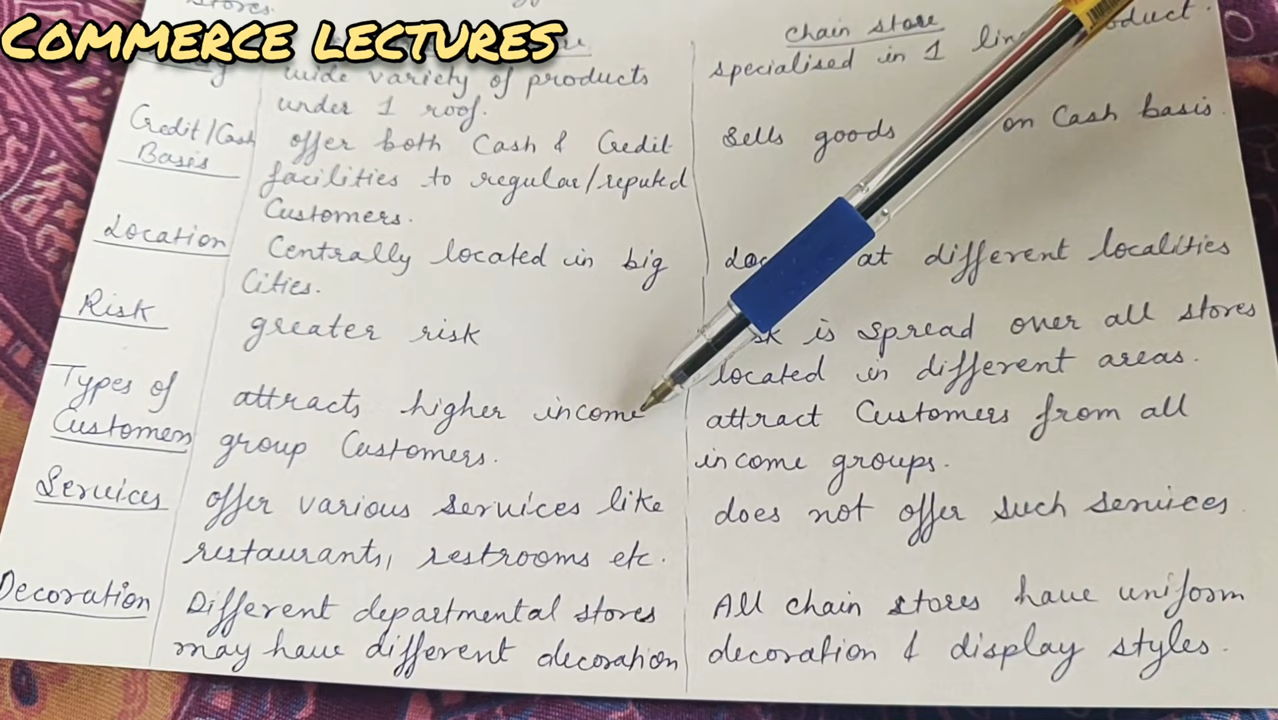 stores.
COMMERCE LECTURES
chain store
wide variety of products
under 1 roof.
specialised in 1
Credit/Cash
Basis
offer both Cash & Credit
facilities to regular/reputed
Customers.
Sells goods on Cash basis.
Location
Centrally located in big
Cities.
at different localities
Risk
greater risk
is spread over all stores
located in different areas.
Types of
Customers
attracts higher income
group Customers.
attract Customers from all
income groups.
Services
offer various services like
restaurants, restrooms etc.
does not offer such services
Decoration
Different departmental stores
may have different decoration
All chain stores have uniform
decoration & display styles.